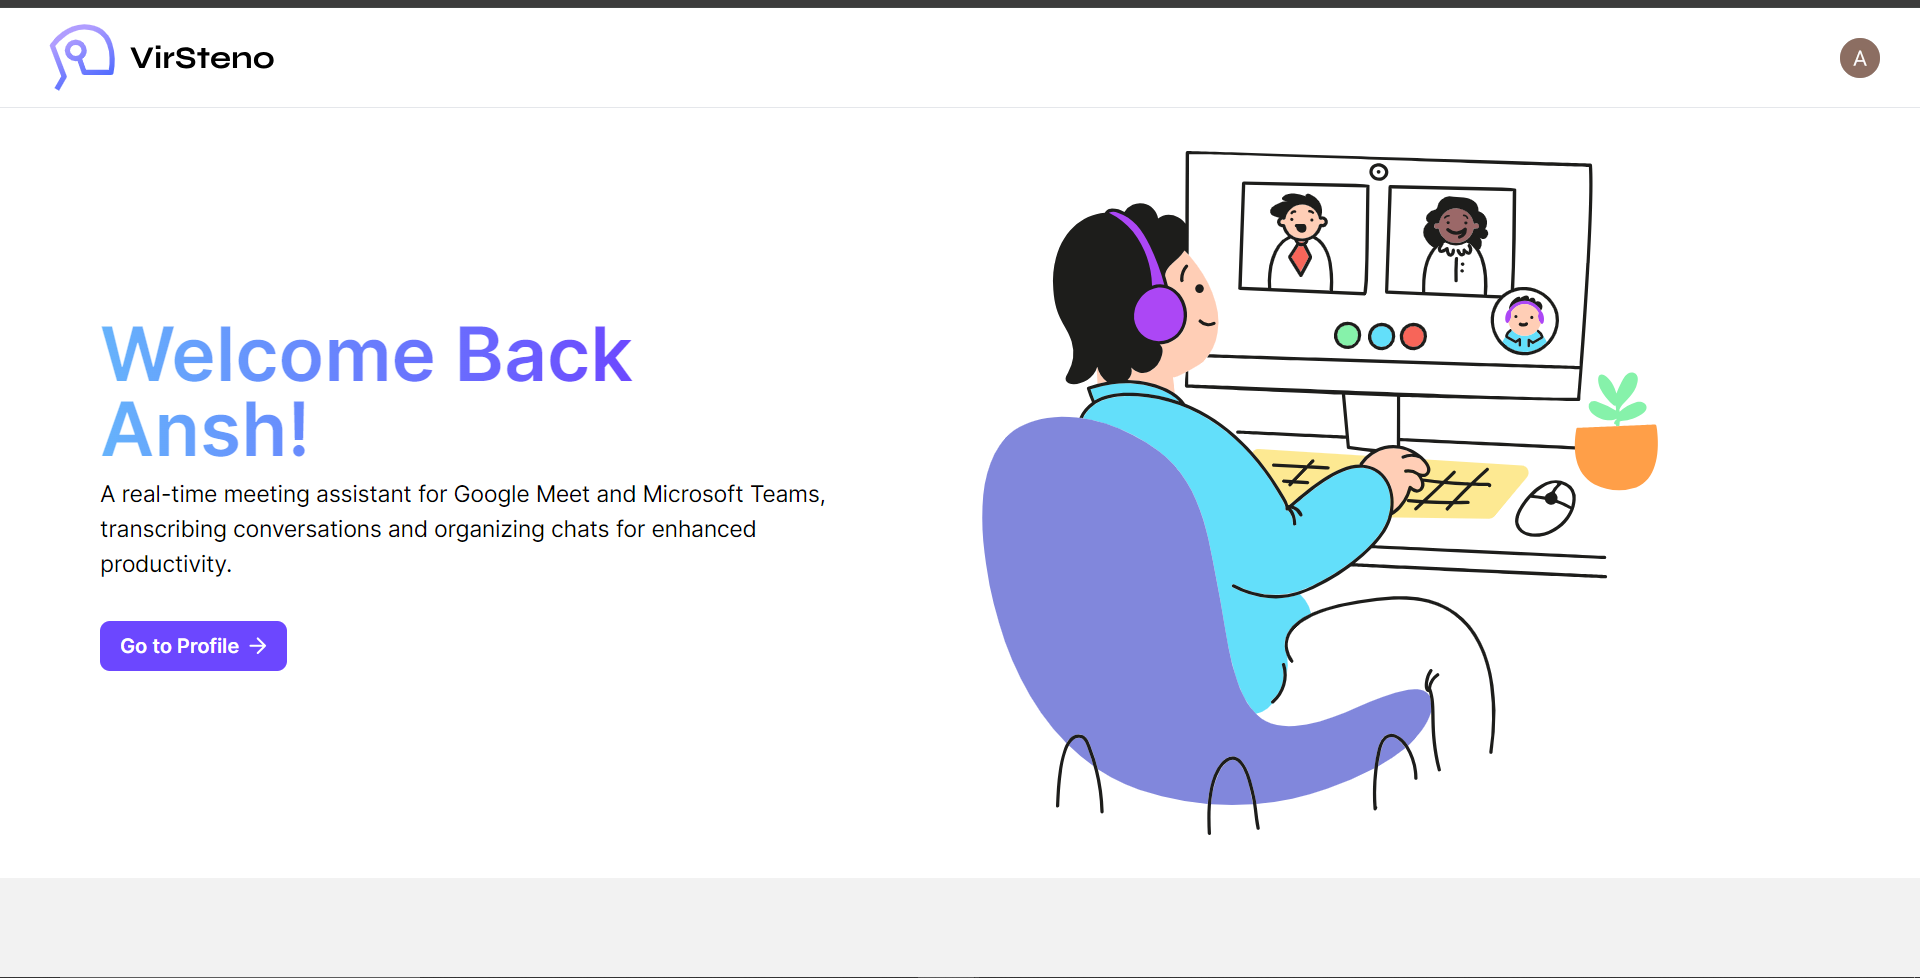 VirSteno
A
Welcome Back
Ansh!
A real-time meeting assistant for Google Meet and Microsoft Teams,
transcribing conversations and organizing chats for enhanced
productivity.
Go to Profile →